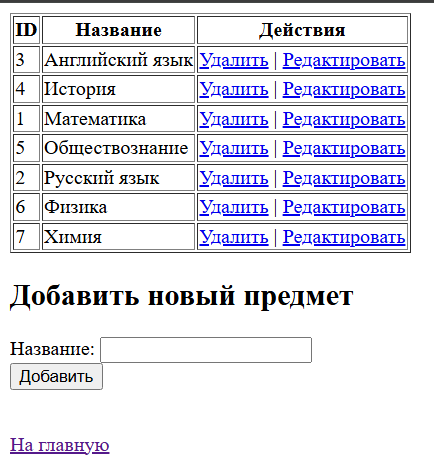 ID Название Действия
3 Английский язык Удалить | Редактировать
4 История Удалить | Редактировать
1 Математика Удалить | Редактировать
5 Обществознание Удалить | Редактировать
2 Русский язык Удалить | Редактировать
6 Физика Удалить | Редактировать
7 Химия Удалить | Редактировать
Добавить новый предмет
Название:
Добавить
На главную